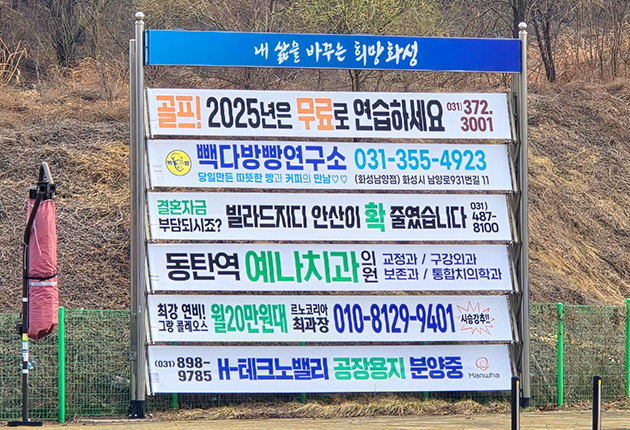 내 삶을 바꾸는 희망화성
골프! 2025년은 무료로 연습하세요 031) 372.
3001
빽다방빵연구소 031-355-4923
당일만든 따뜻한 빵과 커피의 만남♡♡ (화성남양점) 화성시 남양로931번길 11
결혼자금
부담되시죠? 빌라드지디 안산이 확 줄였습니다 031)
487-
8100
동탄역 예나치과의원 교정과 / 구강외과
보존과 / 통합치의학과
최강 연비!
그랑 콜레오스 월20만원대 르노코리아
최과장 010-8129-9401 시승강추!!
(031) 898-
9785 H-테크노밸리 공장용지 분양중 Hanwha